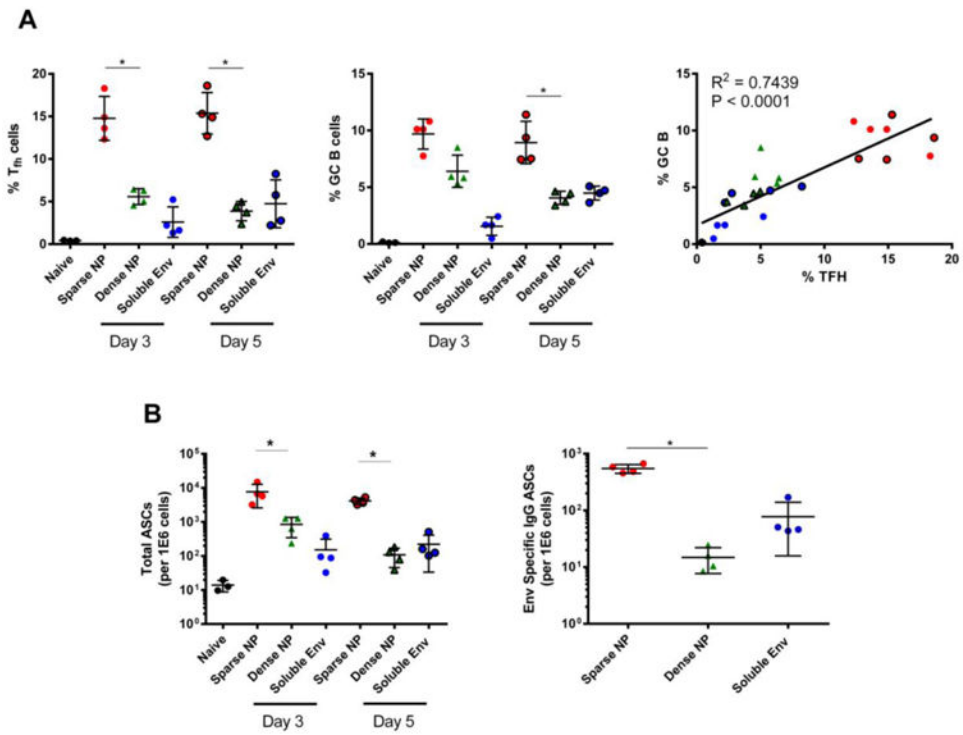 A
% Tfh cells
20
15
10
5
0
*
*
Naive
Sparse NP
Dense NP
Soluble Env
Sparse NP
Dense NP
Soluble Env
Day 3
Day 5
% GC B cells
20
15
10
5
0
*
Naive
Sparse NP
Dense NP
Soluble Env
Sparse NP
Dense NP
Soluble Env
Day 3
Day 5
% GC B
15
10
5
0
R² = 0.7439
P < 0.0001
0
5
10
15
20
% TFH
B
Total ASCs
(per 1E6 cells)
10⁵
10⁴
10³
10²
10¹
10⁰
*
*
Naive
Sparse NP
Dense NP
Soluble Env
Sparse NP
Dense NP
Soluble Env
Day 3
Day 5
Env Specific IgG ASCs
(per 1E6 cells)
10³
10²
10¹
10⁰
*
Sparse NP
Dense NP
Soluble Env